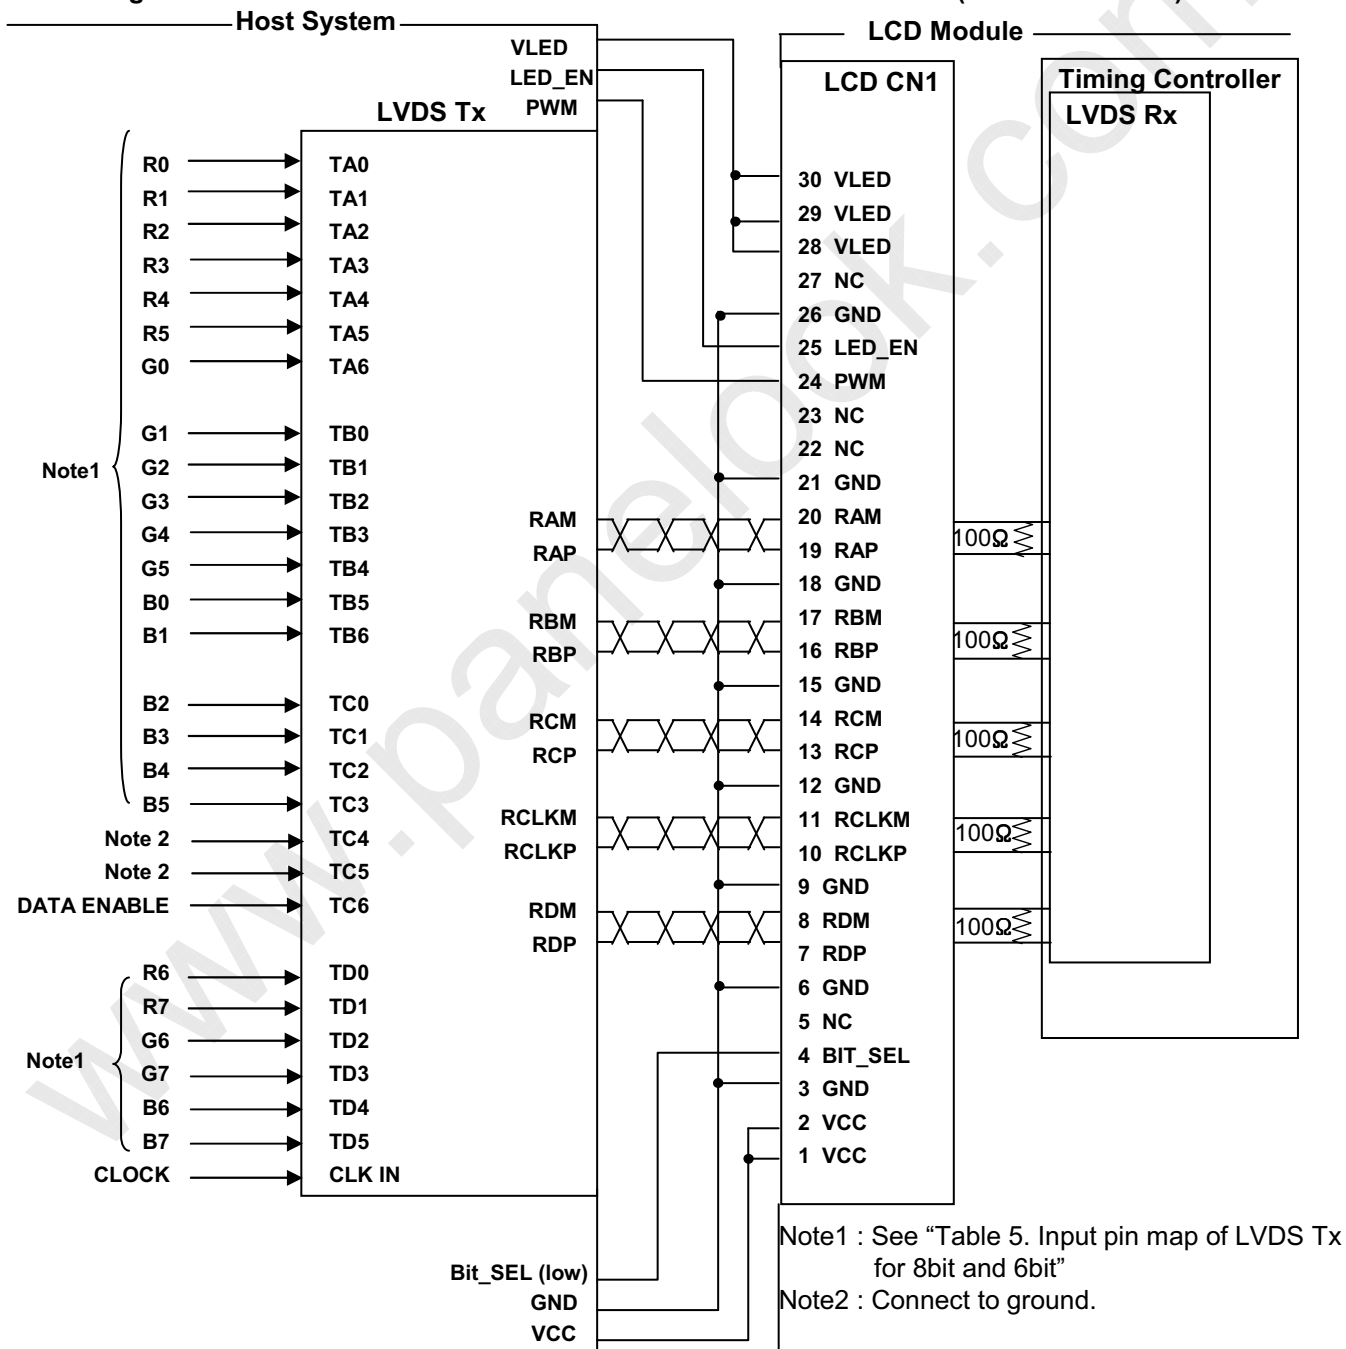 Host System
LCD Module
VLED
LED_EN
PWM
LVDS Tx
LCD CN1
Timing Controller
LVDS Rx
R0 TA0
R1 TA1
R2 TA2
R3 TA3
R4 TA4
R5 TA5
G0 TA6
G1 TB0
G2 TB1
G3 TB2
G4 TB3
G5 TB4
B0 TB5
B1 TB6
B2 TC0
B3 TC1
B4 TC2
B5 TC3
Note1
Note 2 TC4
Note 2 TC5
DATA ENABLE TC6
R6 TD0
R7 TD1
G6 TD2
G7 TD3
B6 TD4
B7 TD5
Note1
CLOCK CLK IN
RAM
RAP
RBM
RBP
RCM
RCP
RCLKM
RCLKP
RDM
RDP
Bit_SEL (low)
GND
VCC
30 VLED
29 VLED
28 VLED
27 NC
26 GND
25 LED_EN
24 PWM
23 NC
22 NC
21 GND
20 RAM
19 RAP
18 GND
17 RBM
16 RBP
15 GND
14 RCM
13 RCP
12 GND
11 RCLKM
10 RCLKP
9 GND
8 RDM
7 RDP
6 GND
5 NC
4 BIT_SEL
3 GND
2 VCC
1 VCC
100Ω
100Ω
100Ω
100Ω
100Ω
Note1 : See “Table 5. Input pin map of LVDS Tx
for 8bit and 6bit”
Note2 : Connect to ground.
www.panelook.com